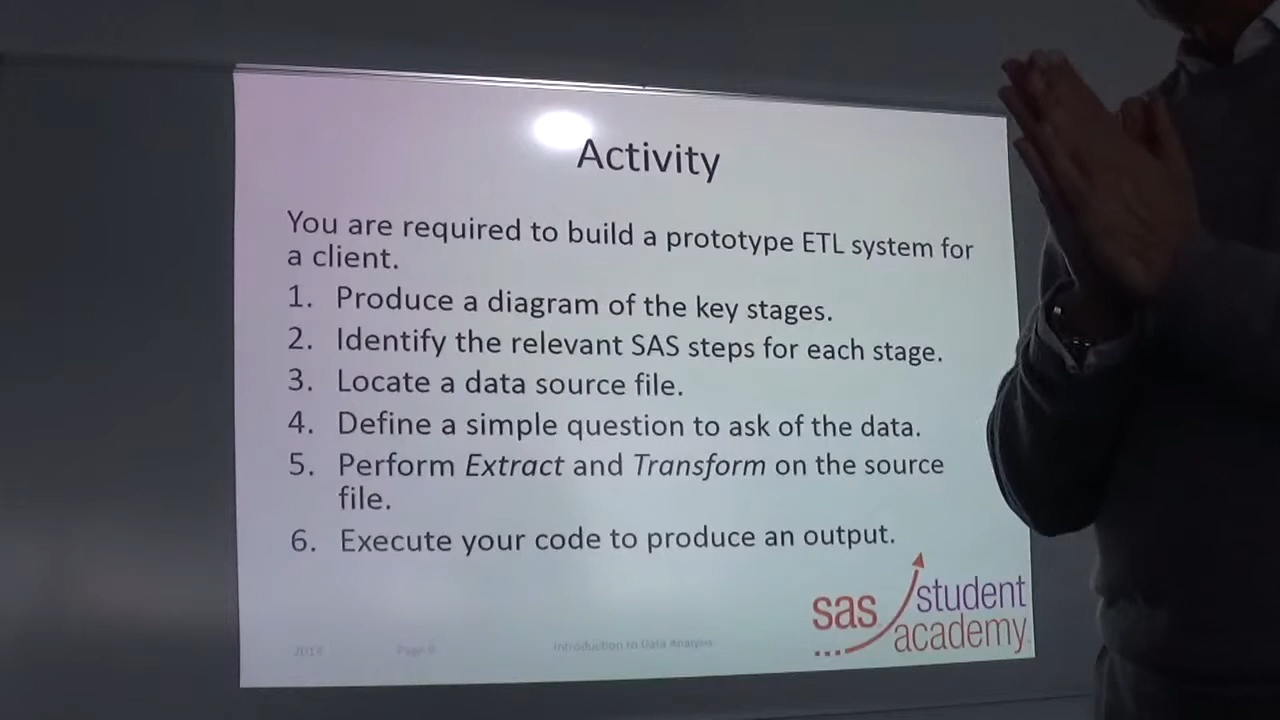 Activity
You are required to build a prototype ETL system for
a client.
1. Produce a diagram of the key stages.
2. Identify the relevant SAS steps for each stage.
3. Locate a data source file.
4. Define a simple question to ask of the data.
5. Perform Extract and Transform on the source
file.
6. Execute your code to produce an output.
sas student
academy
Introduction to Data Analysis